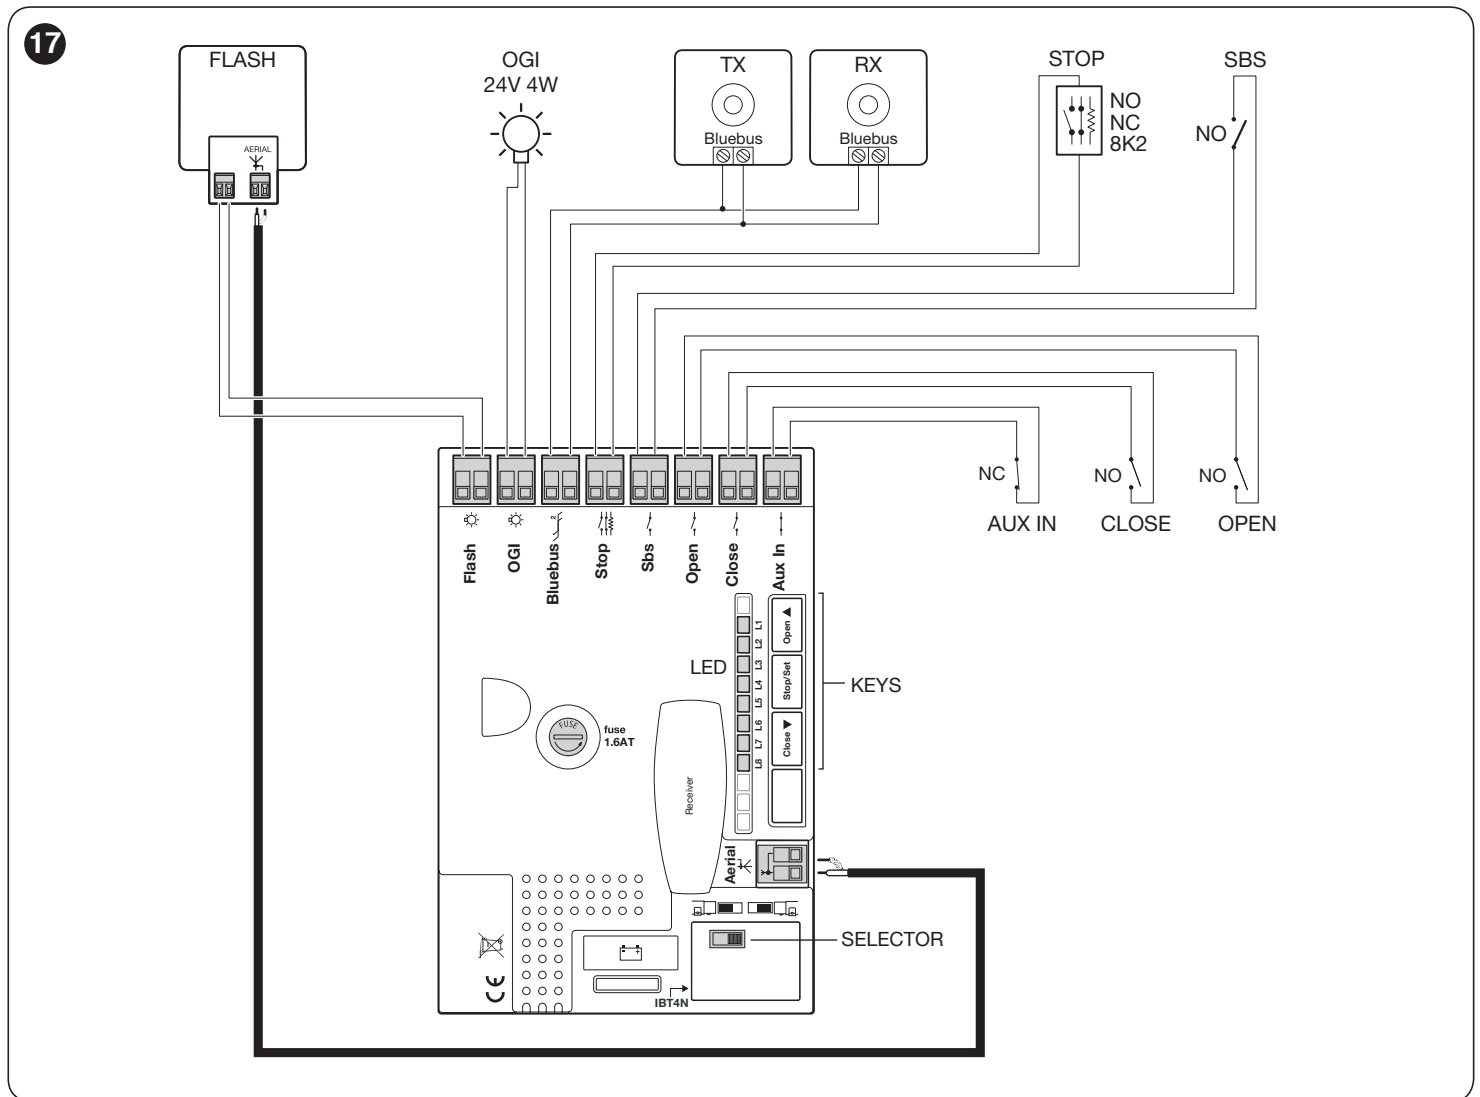 17
FLASH
AERIAL
OGI
24V 4W
TX
Bluebus
RX
Bluebus
STOP
NO
NC
8K2
SBS
NO
NC
AUX IN
NO
CLOSE
NO
OPEN
Flash
OGI
Bluebus
2
Stop
Sbs
Open
Close
Aux In
LED
L1
L2
L3
L4
L5
L6
L7
L8
Open ▲
Stop/Set
Close ▼
KEYS
FUSE
fuse
1.6AT
Receiver
Aerial
SELECTOR
IBT4N
CE